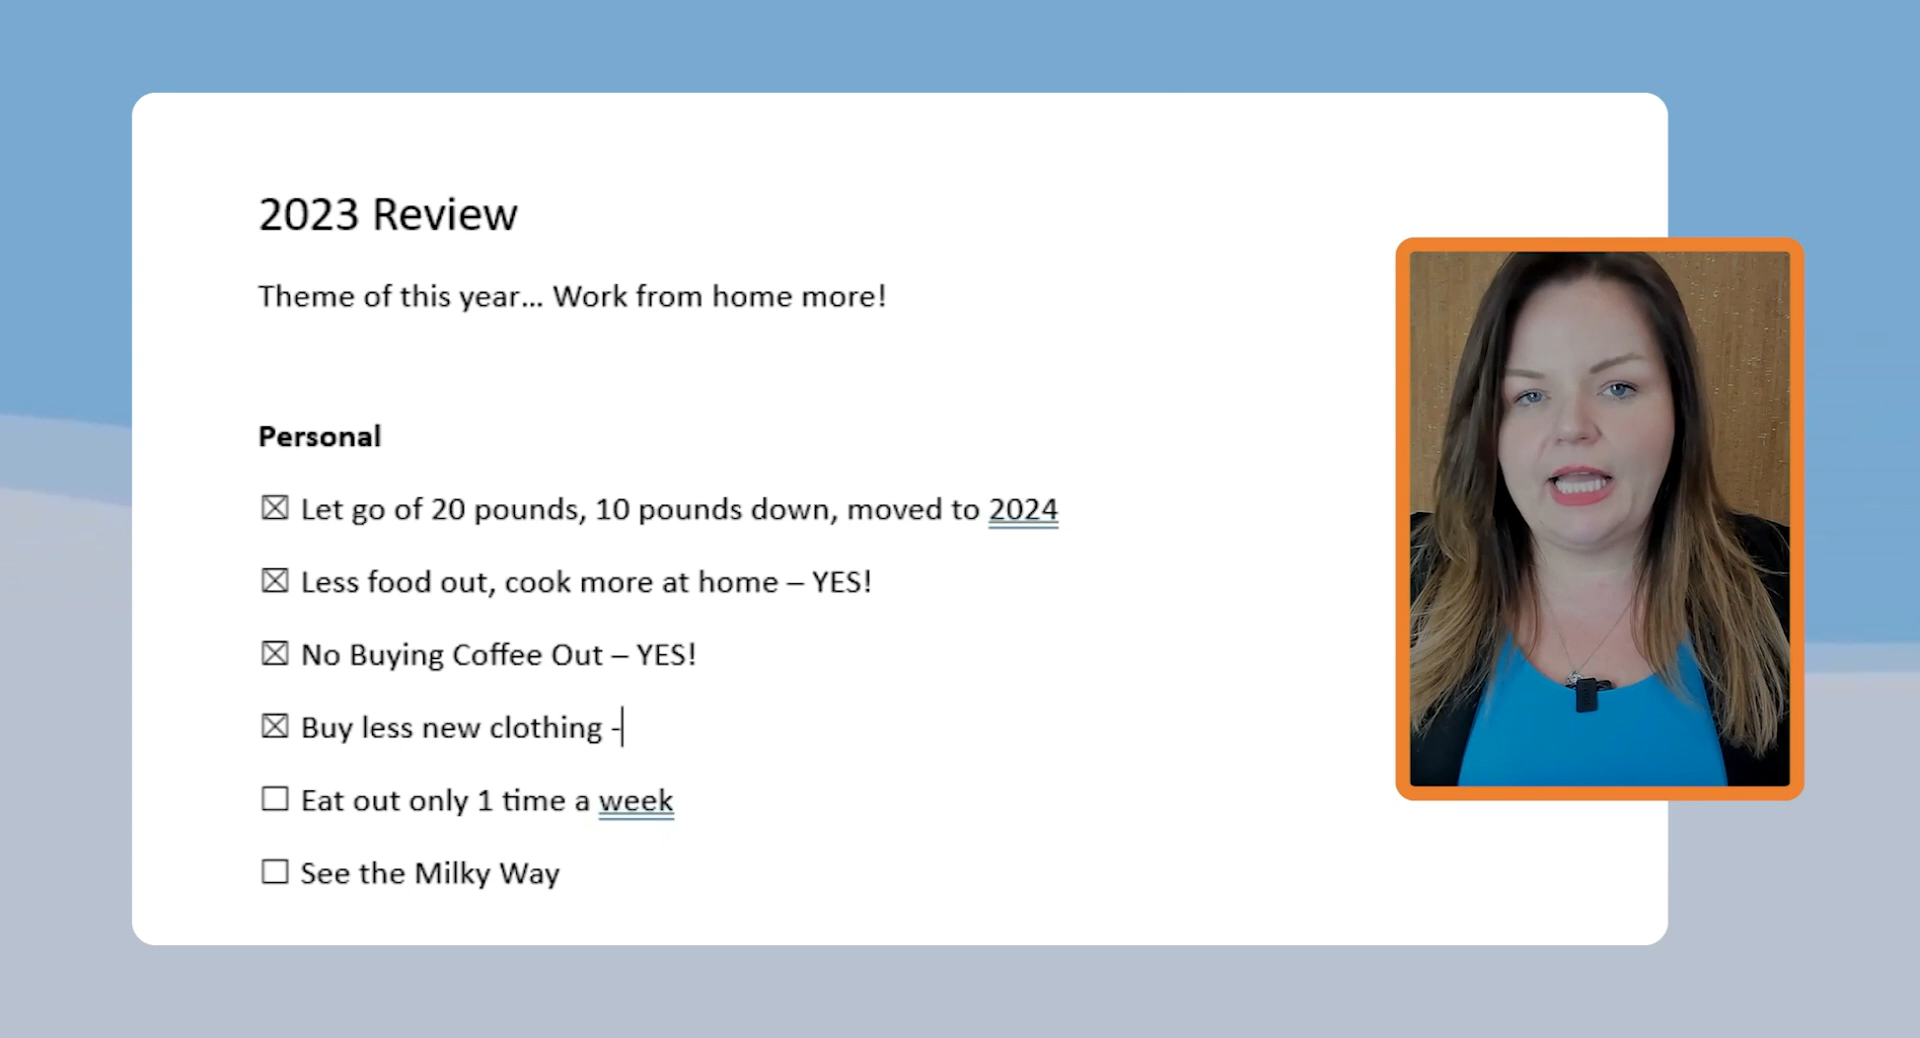 2023 Review
Theme of this year... Work from home more!
Personal
☒ Let go of 20 pounds, 10 pounds down, moved to 2024
☒ Less food out, cook more at home – YES!
☒ No Buying Coffee Out – YES!
☒ Buy less new clothing -
☐ Eat out only 1 time a week
☐ See the Milky Way